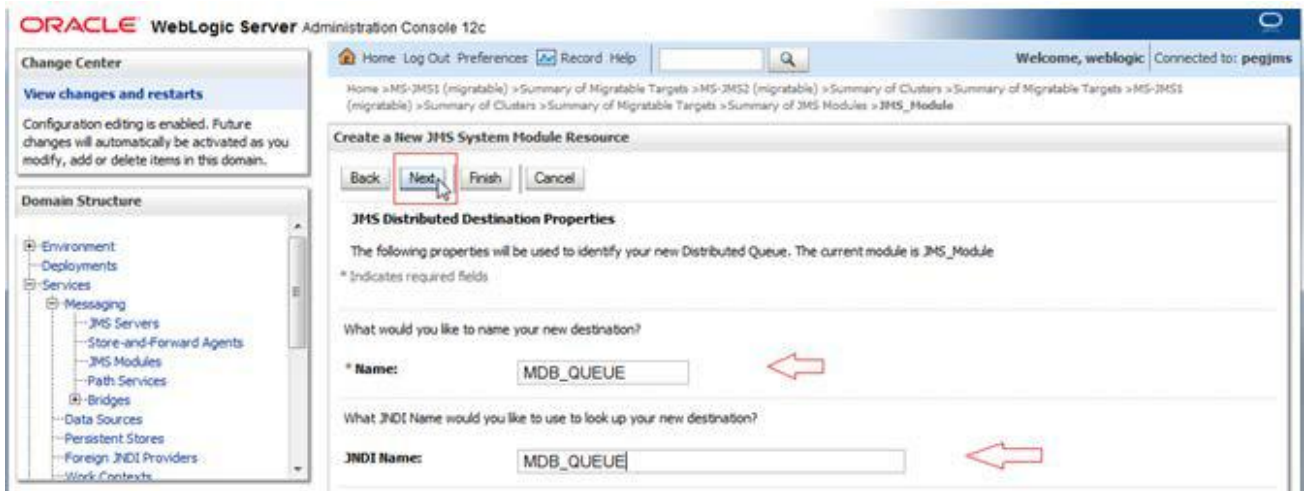 ORACLE WebLogic Server Administration Console 12c
Change Center
View changes and restarts
Configuration editing is enabled. Future
changes will automatically be activated as you
modify, add or delete items in this domain.
Domain Structure
Environment
Deployments
Services
Messaging
JMS Servers
Store-and-Forward Agents
JMS Modules
Path Services
Bridges
Data Sources
Persistent Stores
Foreign JNDI Providers
Work Contexts
Home Log Out Preferences Record Help
Welcome, weblogic Connected to: pegjms
Home >MS-JMS1 (migratable) >Summary of Clusters >Summary of Migratable Targets >MS-JMS2 (migratable) >Summary of Clusters >Summary of Migratable Targets >MS-JMS1
(migratable) >Summary of Clusters >Summary of Migratable Targets >Summary of JMS Modules >JMS_Module
Create a New JMS System Module Resource
Back Next Finish Cancel
JMS Distributed Destination Properties
The following properties will be used to identify your new Distributed Queue. The current module is JMS_Module
* Indicates required fields
What would you like to name your new destination?
* Name: MDB_QUEUE
What JNDI Name would you like to use to look up your new destination?
JNDI Name: MDB_QUEUE